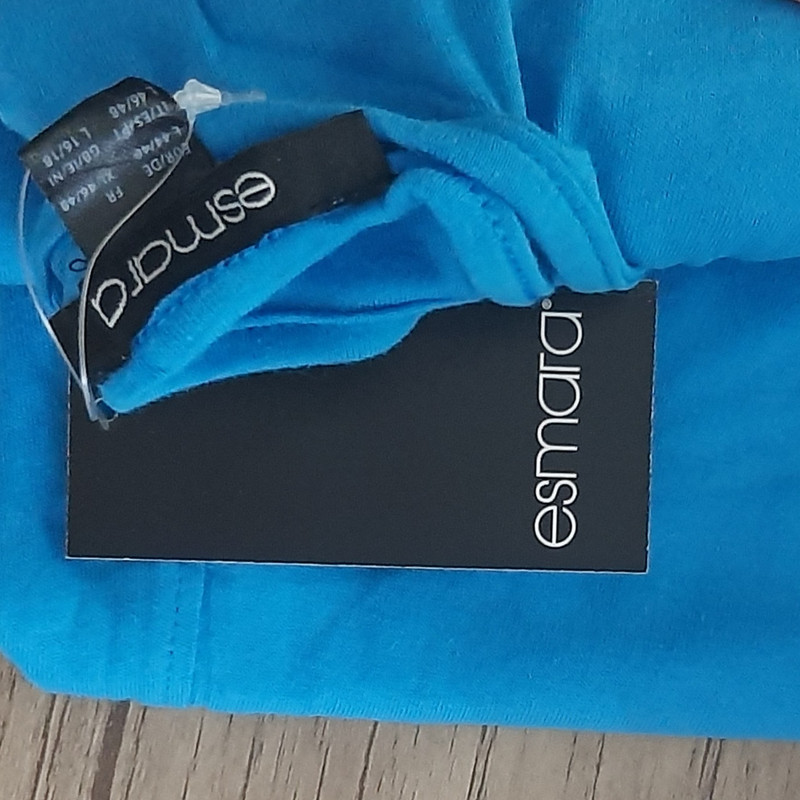 EUR/DE
L 44/46
FR
XL 46/48
GB/IE/NI
L 16/18
IT/ES/PT
L 46/48
esmara
esmara®